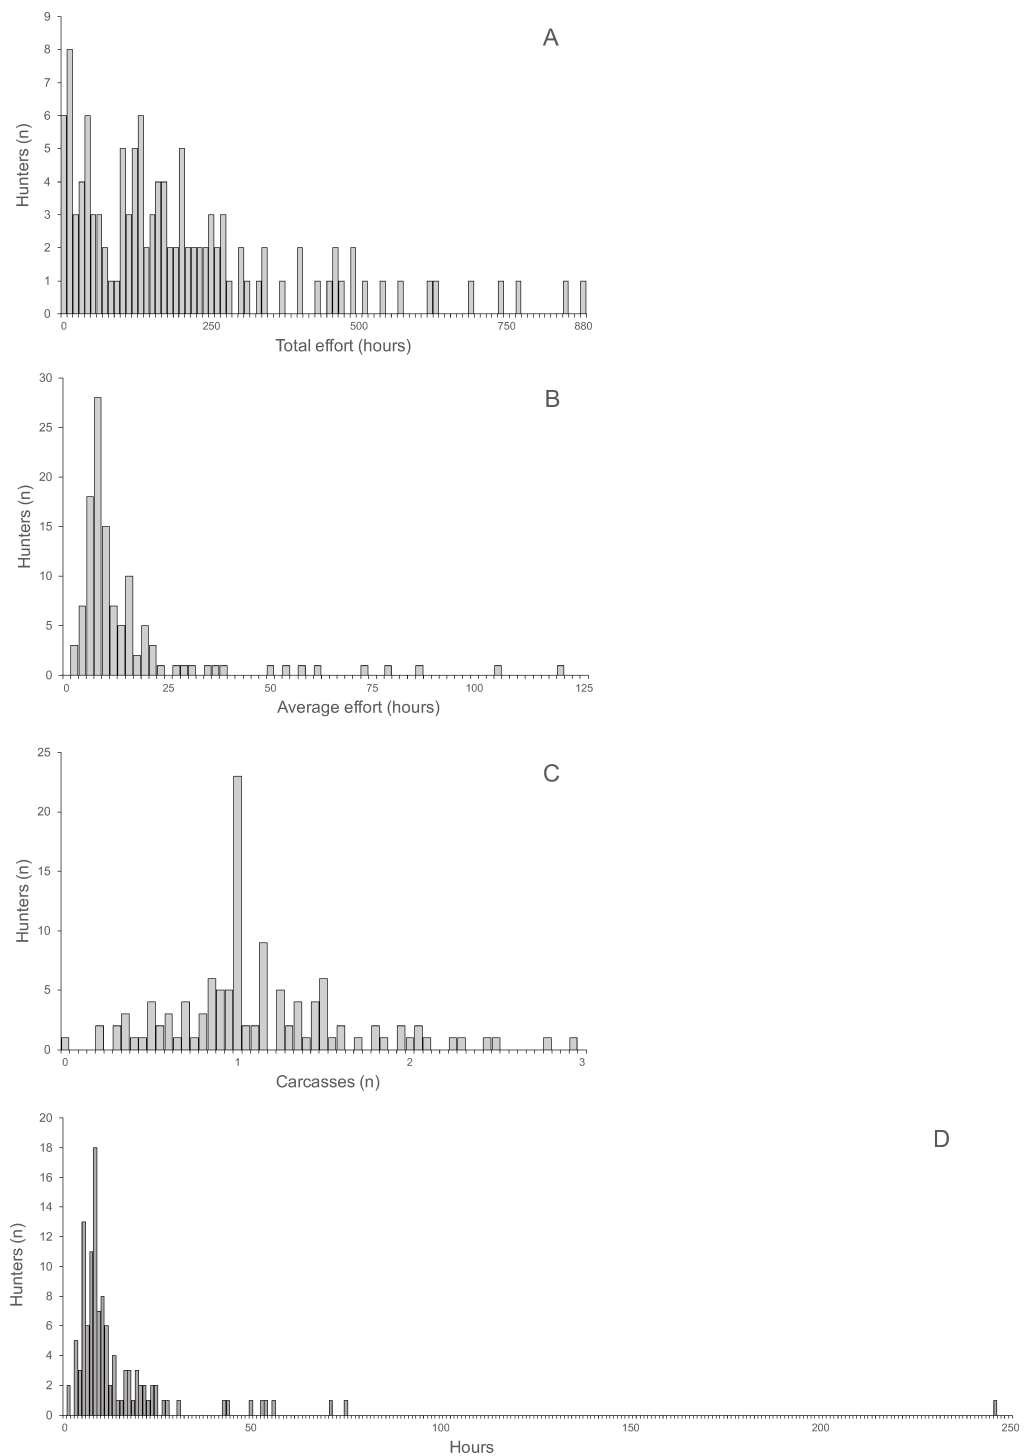 A
9
8
7
6
5
4
3
2
1
0
Hunters (n)
0 250 500 750 880
Total effort (hours)
B
30
25
20
15
10
5
0
Hunters (n)
0 25 50 75 100 125
Average effort (hours)
C
25
20
15
10
5
0
Hunters (n)
0 1 2 3
Carcasses (n)
D
20
18
16
14
12
10
8
6
4
2
0
Hunters (n)
0 50 100 150 200 250
Hours